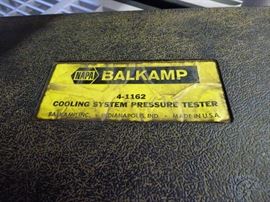 NAPA BALKAMP
4-1162
COOLING SYSTEM PRESSURE TESTER
BALKAMP, INC. • INDIANAPOLIS, IND. • MADE IN U.S.A.